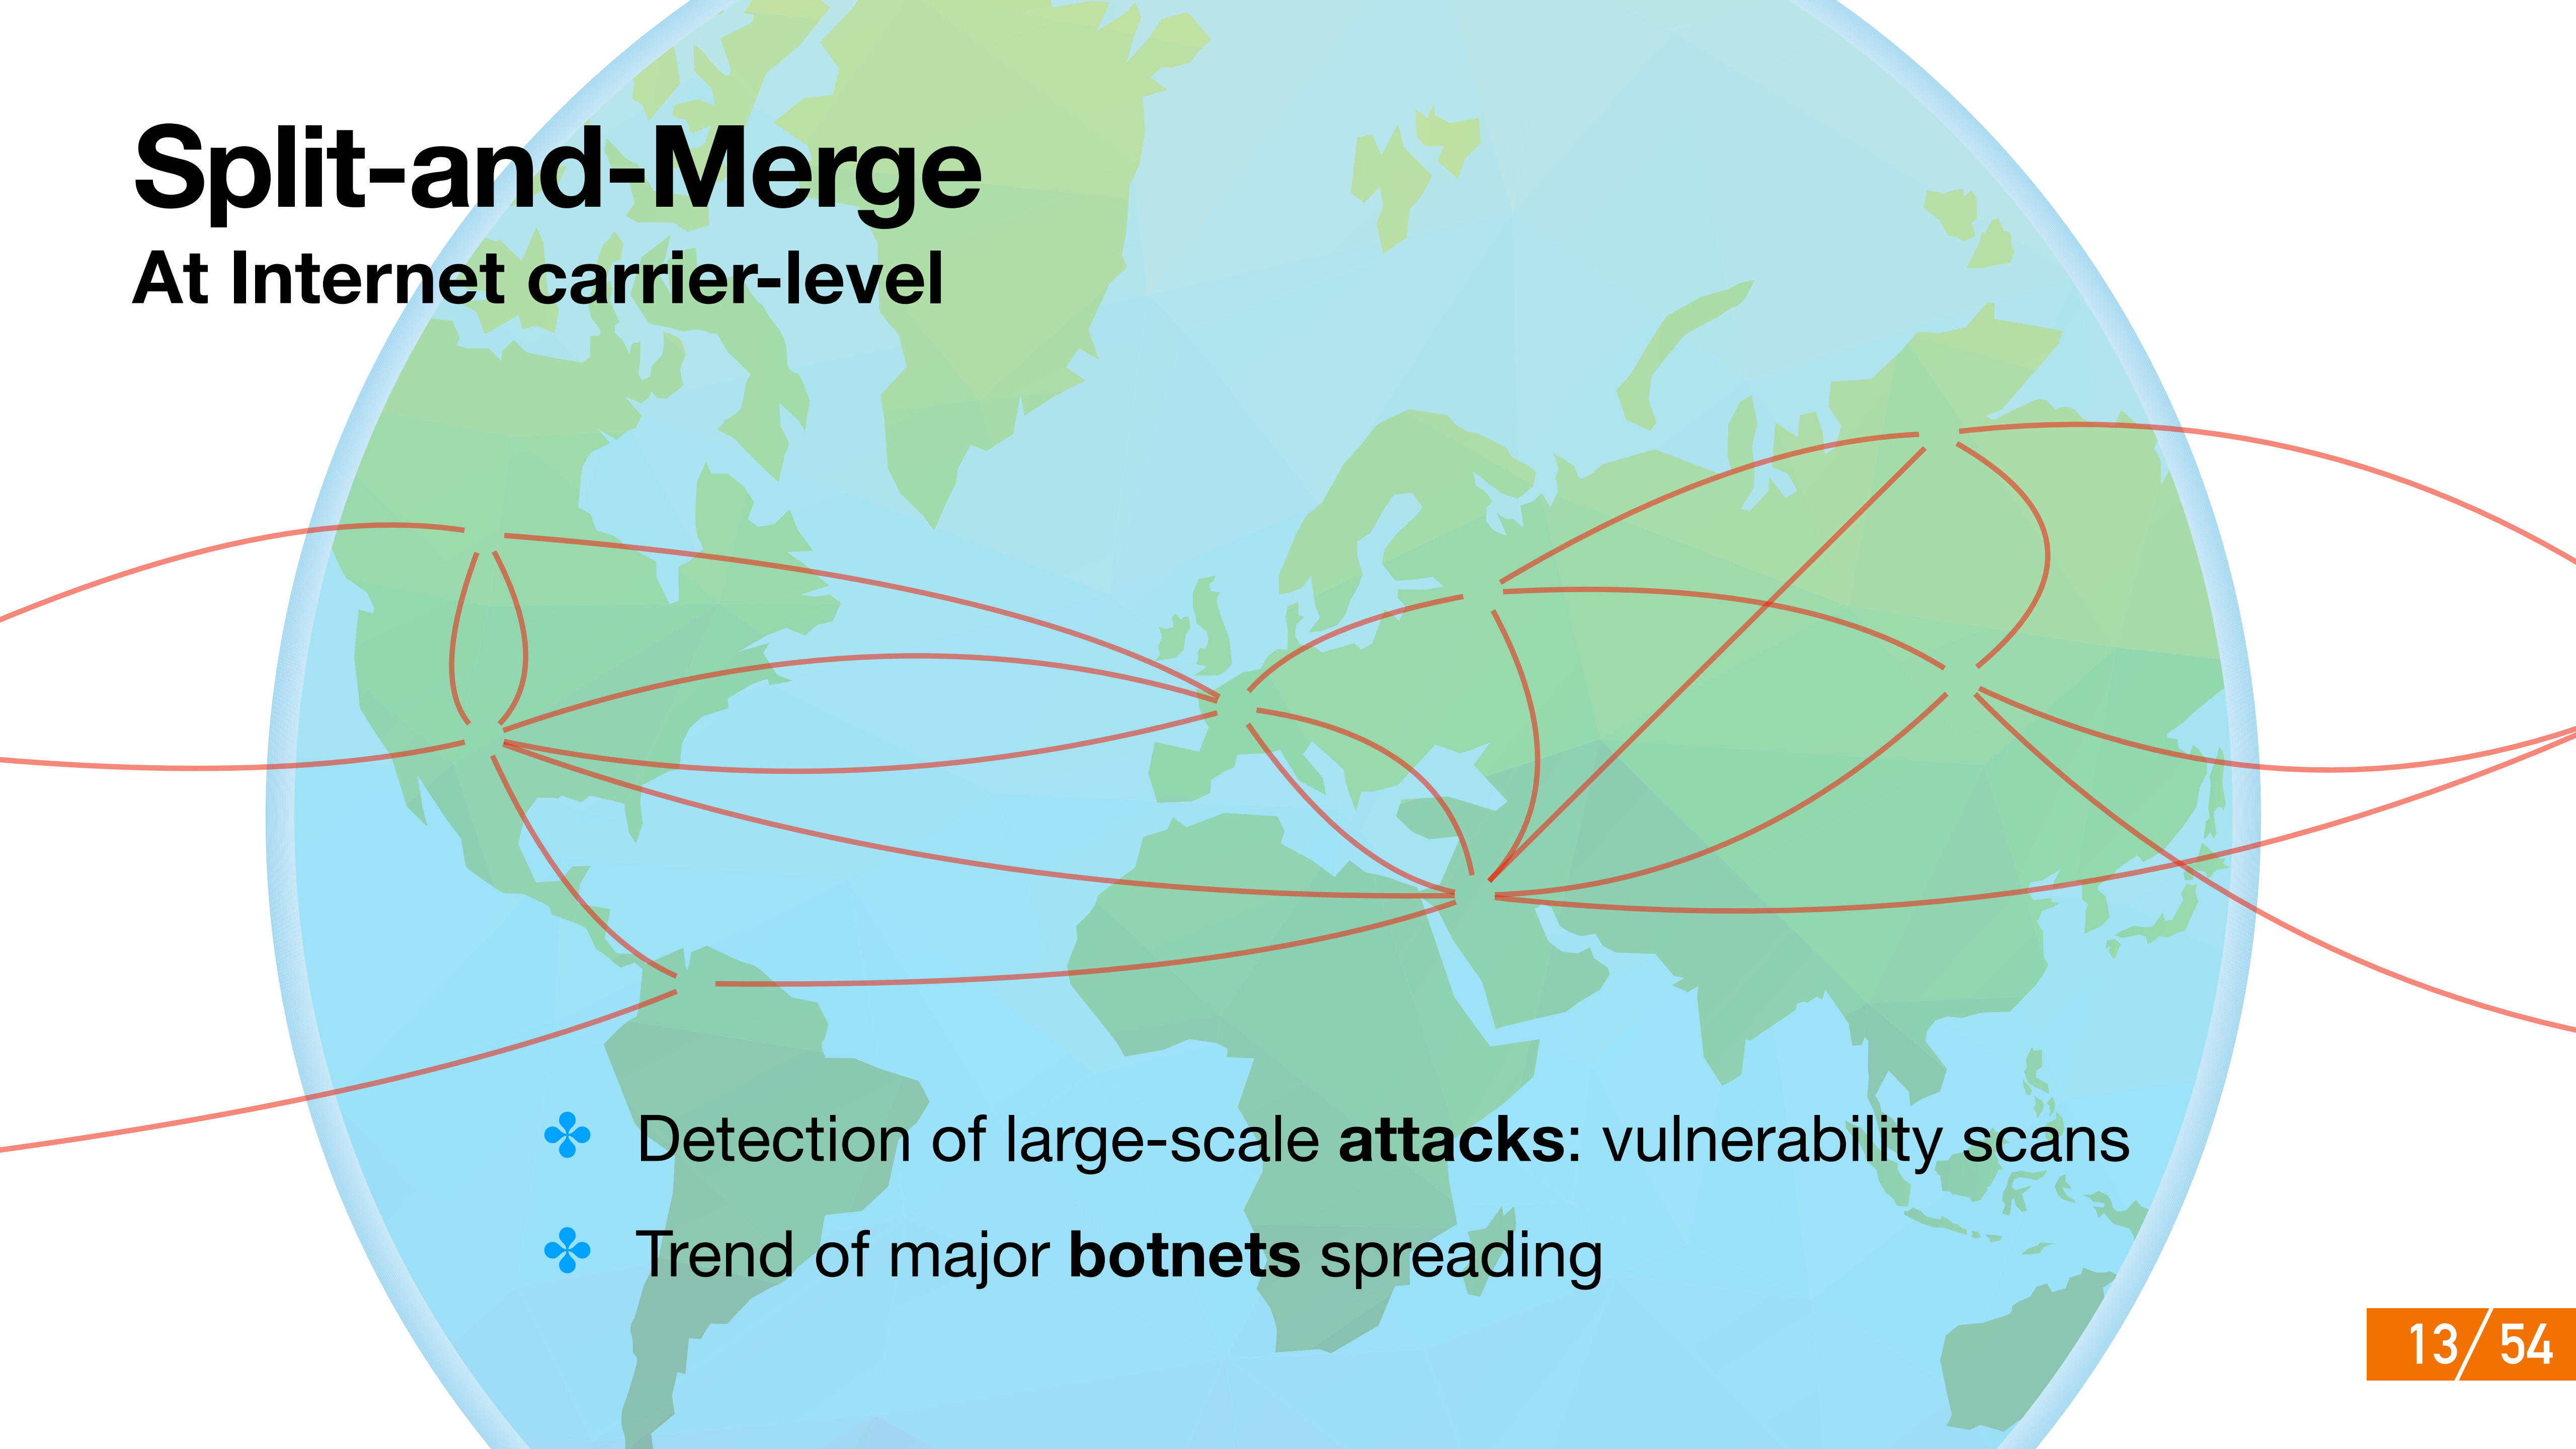 Split-and-Merge
At Internet carrier-level
Detection of large-scale attacks: vulnerability scans
Trend of major botnets spreading
13/54